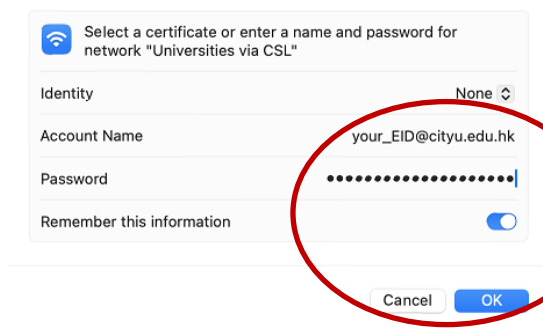 Select a certificate or enter a name and password for
network "Universities via CSL"
Identity None
Account Name your_EID@cityu.edu.hk
Password ●●●●●●●●●●●●●●●●●●●
Remember this information
Cancel OK